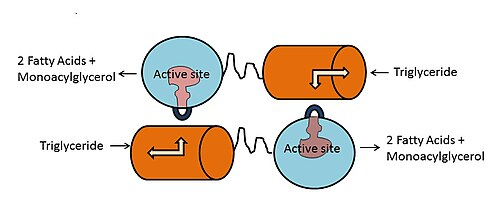 2 Fatty Acids +
Monoacylglycerol
Active site
Triglyceride
Triglyceride
Active site
2 Fatty Acids +
Monoacylglycerol